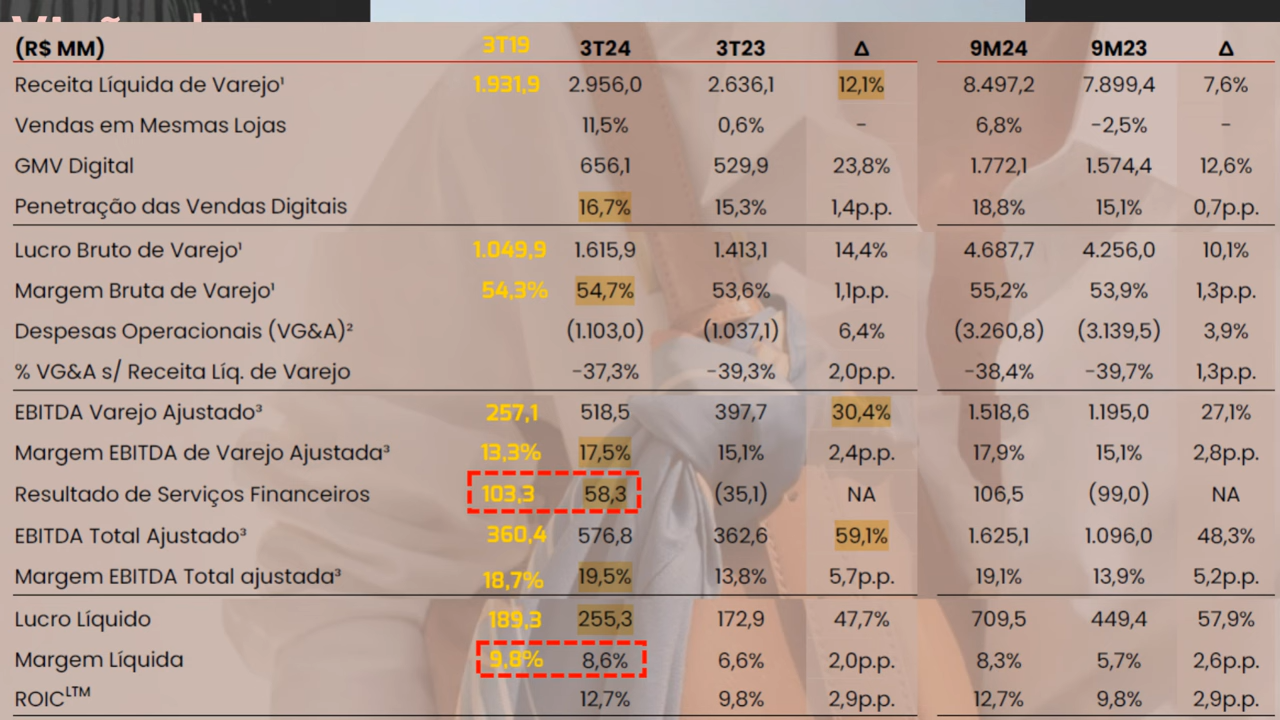 (R$ MM) 3T19 3T24 3T23 Δ 9M24 9M23 Δ
Receita Líquida de Varejo¹ 1.931,9 2.956,0 2.636,1 12,1% 8.497,2 7.899,4 7,6%
Vendas em Mesmas Lojas 11,5% 0,6% - 6,8% -2,5% -
GMV Digital 656,1 529,9 23,8% 1.772,1 1.574,4 12,6%
Penetração das Vendas Digitais 16,7% 15,3% 1,4p.p. 18,8% 15,1% 0,7p.p.
Lucro Bruto de Varejo¹ 1.049,9 1.615,9 1.413,1 14,4% 4.687,7 4.256,0 10,1%
Margem Bruta de Varejo¹ 54,3% 54,7% 53,6% 1,1p.p. 55,2% 53,9% 1,3p.p.
Despesas Operacionais (VG&A)² (1.103,0) (1.037,1) 6,4% (3.260,8) (3.139,5) 3,9%
% VG&A s/ Receita Líq. de Varejo -37,3% -39,3% 2,0p.p. -38,4% -39,7% 1,3p.p.
EBITDA Varejo Ajustado³ 257,1 518,5 397,7 30,4% 1.518,6 1.195,0 27,1%
Margem EBITDA de Varejo Ajustada³ 13,3% 17,5% 15,1% 2,4p.p. 17,9% 15,1% 2,8p.p.
Resultado de Serviços Financeiros 103,3 58,3 (35,1) NA 106,5 (99,0) NA
EBITDA Total Ajustado³ 360,4 576,8 362,6 59,1% 1.625,1 1.096,0 48,3%
Margem EBITDA Total ajustada³ 18,7% 19,5% 13,8% 5,7p.p. 19,1% 13,9% 5,2p.p.
Lucro Líquido 189,3 255,3 172,9 47,7% 709,5 449,4 57,9%
Margem Líquida 9,8% 8,6% 6,6% 2,0p.p. 8,3% 5,7% 2,6p.p.
ROIC^LTM 12,7% 9,8% 2,9p.p. 12,7% 9,8% 2,9p.p.